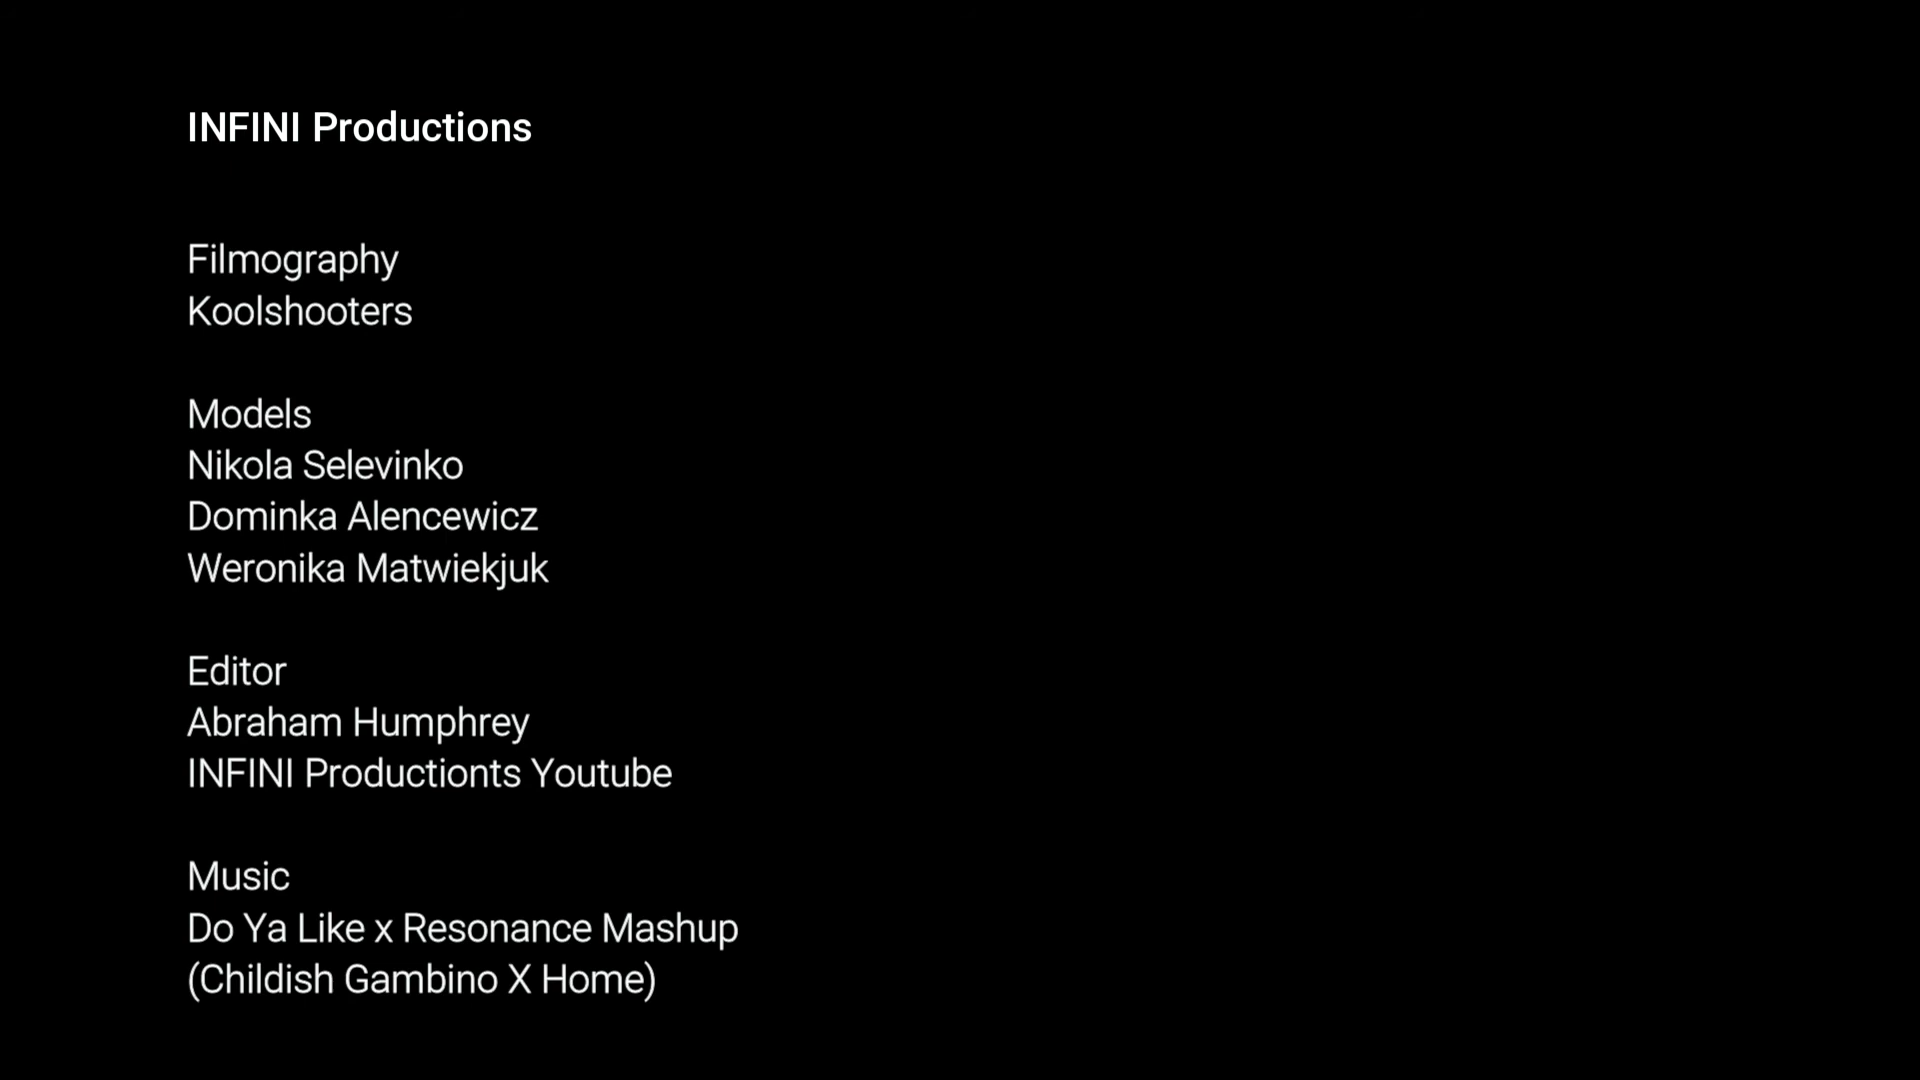 INFINI Productions
Filmography
Koolshooters
Models
Nikola Selevinko
Dominka Alencewicz
Weronika Matwiekjuk
Editor
Abraham Humphrey
INFINI Productionts Youtube
Music
Do Ya Like x Resonance Mashup
(Childish Gambino X Home)